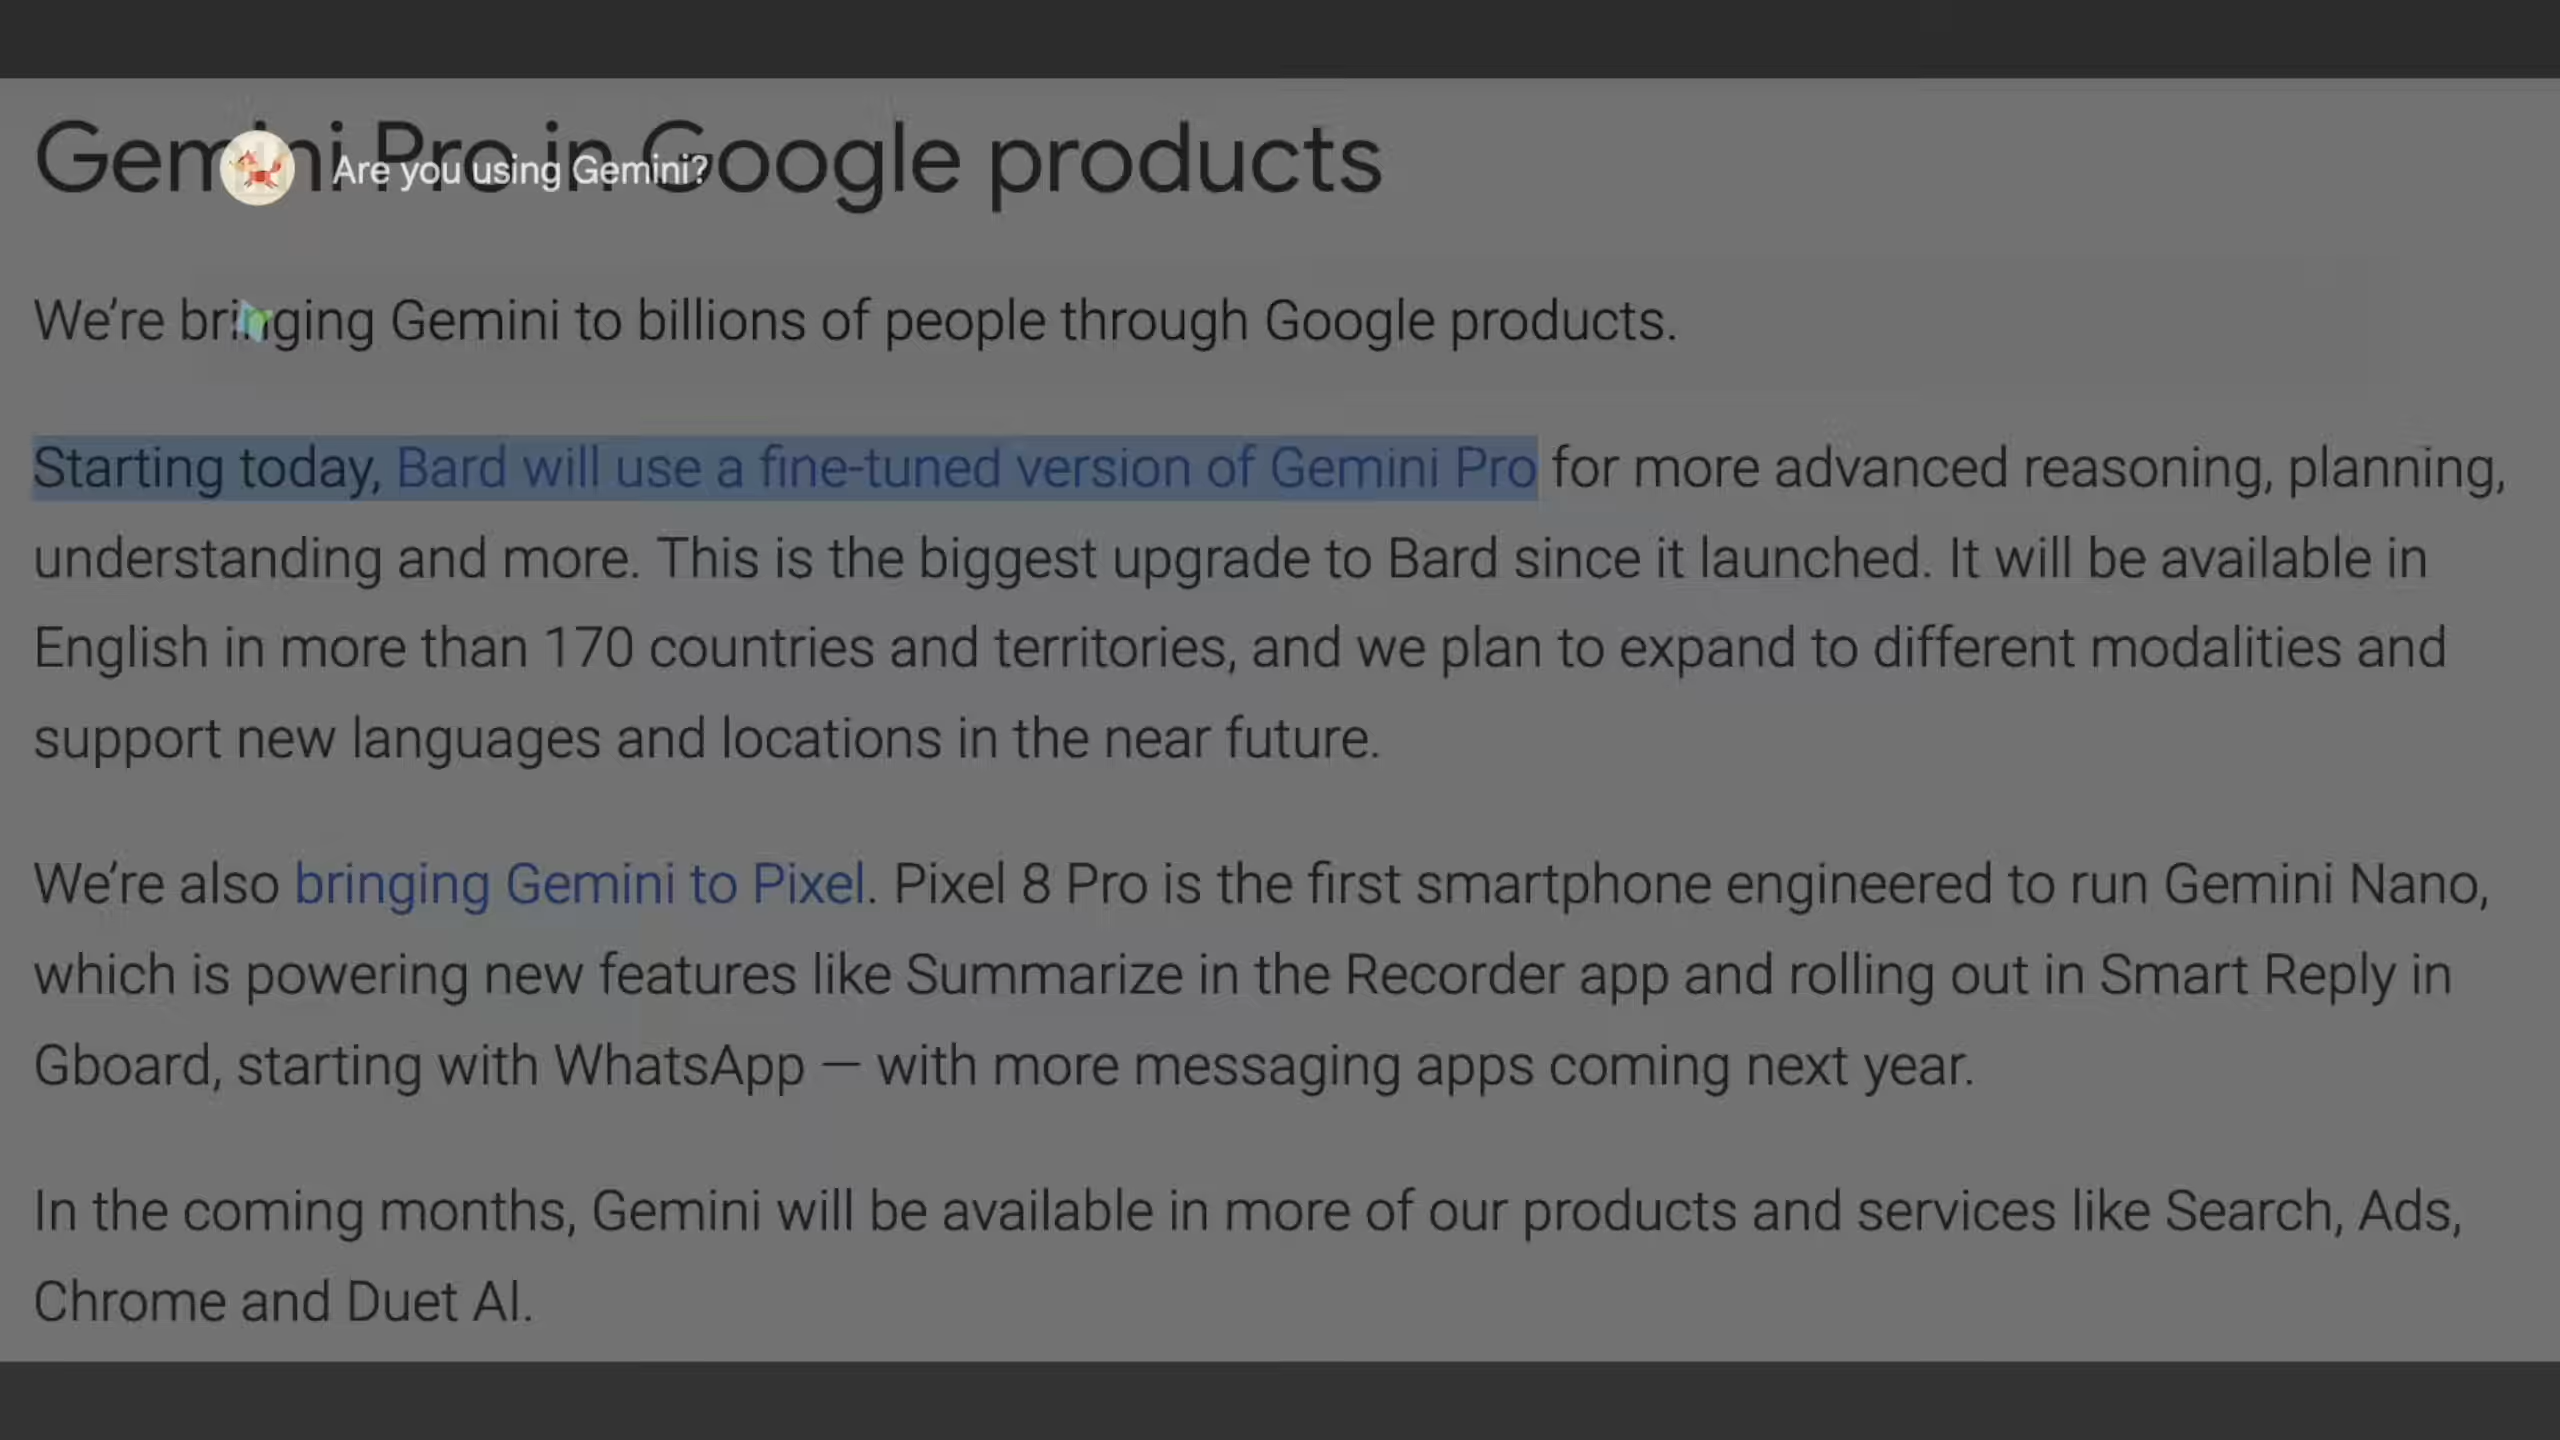 Gemini Pro in Google products
Are you using Gemini?
We’re bringing Gemini to billions of people through Google products.
Starting today, Bard will use a fine-tuned version of Gemini Pro for more advanced reasoning, planning,
understanding and more. This is the biggest upgrade to Bard since it launched. It will be available in
English in more than 170 countries and territories, and we plan to expand to different modalities and
support new languages and locations in the near future.
We’re also bringing Gemini to Pixel. Pixel 8 Pro is the first smartphone engineered to run Gemini Nano,
which is powering new features like Summarize in the Recorder app and rolling out in Smart Reply in
Gboard, starting with WhatsApp — with more messaging apps coming next year.
In the coming months, Gemini will be available in more of our products and services like Search, Ads,
Chrome and Duet AI.